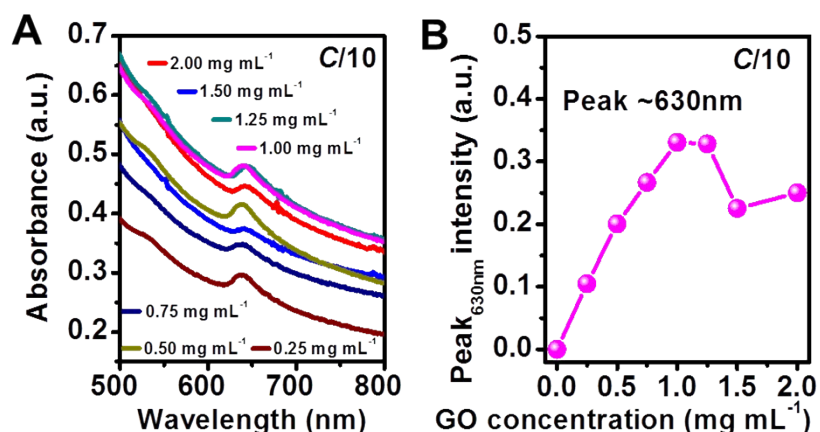 A
C/10
2.00 mg mL⁻¹
1.50 mg mL⁻¹
1.25 mg mL⁻¹
1.00 mg mL⁻¹
0.75 mg mL⁻¹
0.50 mg mL⁻¹ 0.25 mg mL⁻¹
Absorbance (a.u.)
0.7
0.6
0.5
0.4
0.3
0.2
500 600 700 800
Wavelength (nm)
B
C/10
Peak ~630nm
Peak₆₃₀ₙₘ intensity
0.5
0.4
0.3
0.2
0.1
0.0
0.0 0.5 1.0 1.5 2.0
GO concentration (mg mL⁻¹)